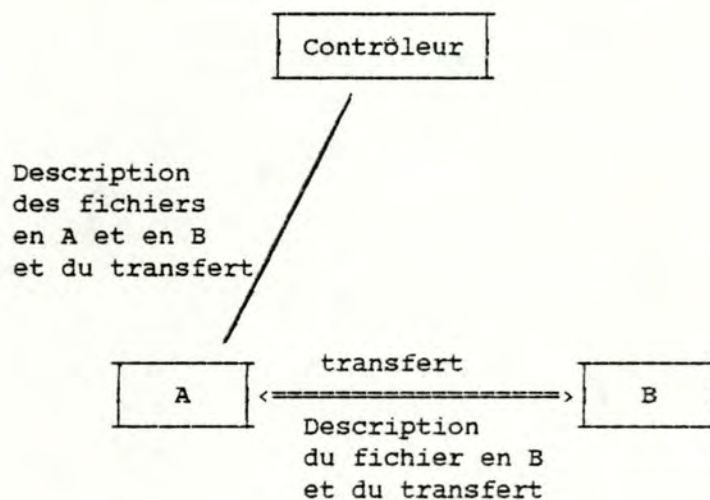 Contrôleur
Description
des fichiers
en A et en B
et du transfert
transfert
A
B
Description
du fichier en B
et du transfert